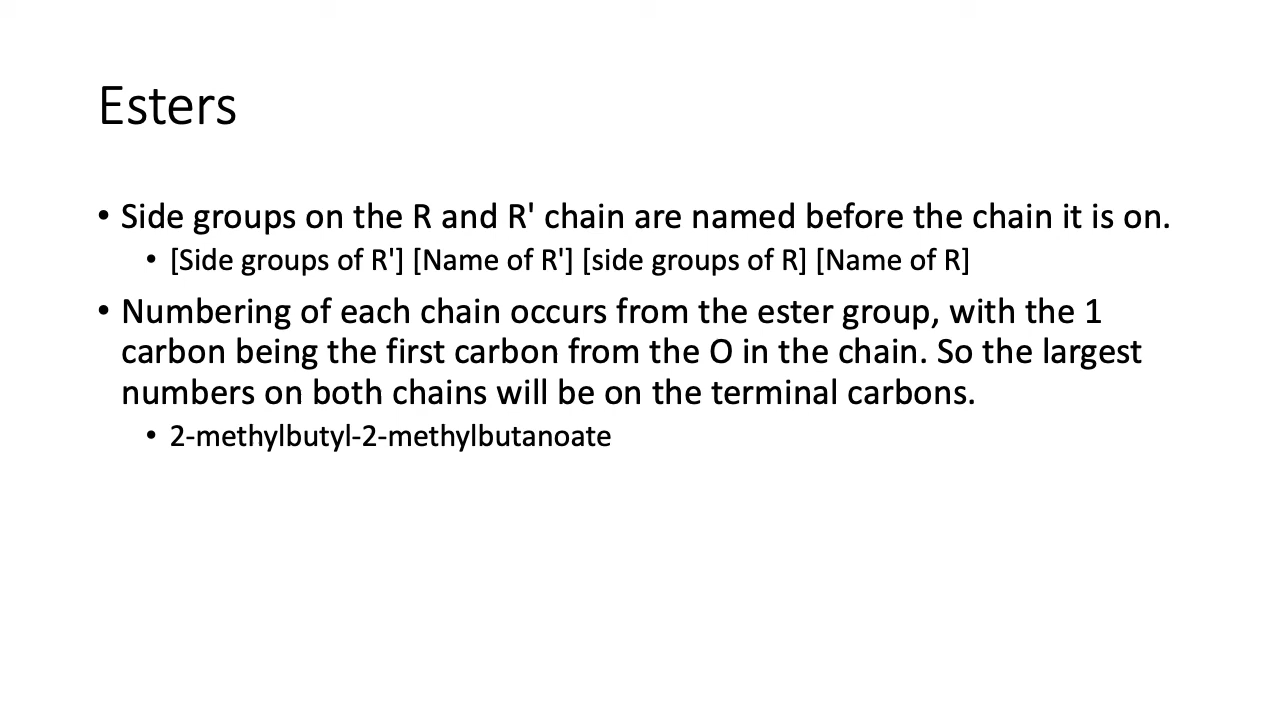 Esters
• Side groups on the R and R' chain are named before the chain it is on.
• [Side groups of R'] [Name of R'] [side groups of R] [Name of R]
• Numbering of each chain occurs from the ester group, with the 1
carbon being the first carbon from the O in the chain. So the largest
numbers on both chains will be on the terminal carbons.
• 2-methylbutyl-2-methylbutanoate